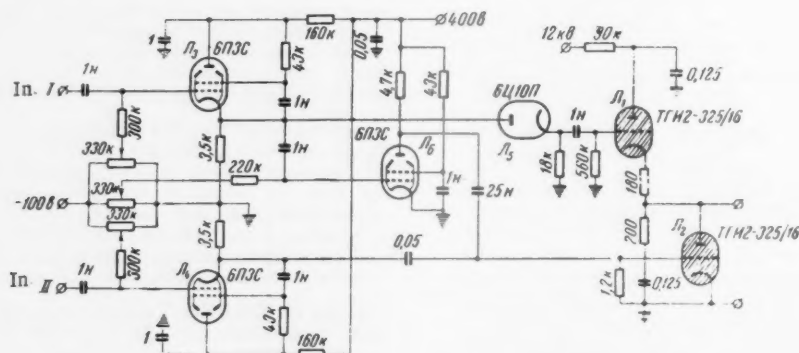 1
160к
0,05
400в
12 кв
90к
Л₃
6П3С
43к
4,7к
43к
0,125
In. I
1н
1н
6Ц10П
1н
Л₁
ТГИ2-325/16
300к
6П3С
Л₅
3,5к
1н
Л₆
18к
560к
330к
220к
1н
25н
180
-100в
330к
330к
3,5к
200
Л₂
ТГИ2-325/16
300к
0,05
In. II
1н
Л₄
6П3С
1н
1,2к
0,125
43к
1
160к